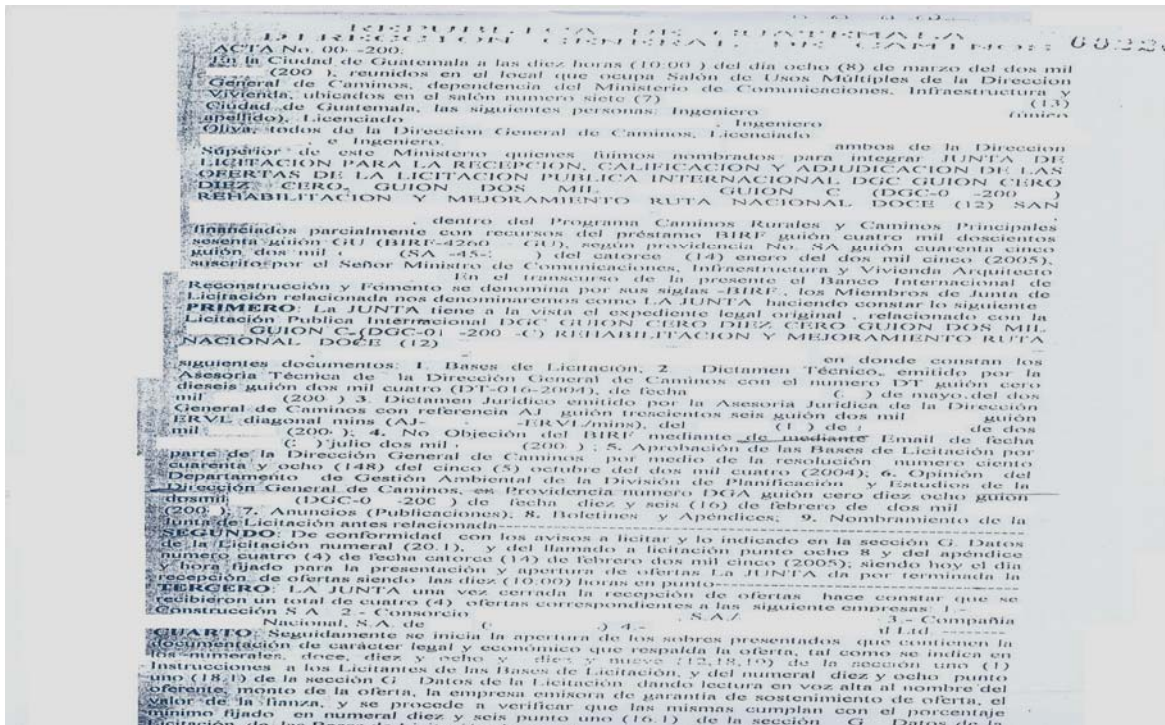 REPUBLICA DE GUATEMALA
DIRECCION GENERAL DE CAMINOS
ACTA No. 00 -200
En la Ciudad de Guatemala a las diez horas (10:00 ) del día ocho (8) de marzo del dos mil
(200 ), reunidos en el local que ocupa Salón de Usos Múltiples de la Direccion
General de Caminos, dependencia del Ministerio de Comunicaciones, Infraestructura y
Vivienda, ubicados en el salón numero siete (7) (13)
Ciudad de Guatemala, las siguientes personas: Ingeniero (único
apellido), Licenciado , Ingeniero
Oliva, todos de la Direccion General de Caminos, Licenciado
, e Ingeniero, ambos de la Direccion
Superior de este Ministerio quienes fuimos nombrados para integrar JUNTA DE
LICITACION PARA LA RECEPCION, CALIFICACION Y ADJUDICACION DE LAS
OFERTAS DE LA LICITACION PUBLICA INTERNACIONAL DGC GUION CERO
DIEZ CERO, GUION DOS MIL GUION C (DGC-0 -200 )
REHABILITACION Y MEJORAMIENTO RUTA NACIONAL DOCE (12) SAN
, dentro del Programa Caminos Rurales y Caminos Principales
financiados parcialmente con recursos del préstamo BIRF guión cuatro mil doscientos
sesenta guión GU (BIRF-4260 GU), según providencia No. SA guión cuarenta cinco
guión dos mil (SA -45- ) del catorce (14) enero del dos mil cinco (2005),
suscrito por el Señor Ministro de Comunicaciones, Infraestructura y Vivienda Arquitecto
En el transcurso de la presente el Banco Internacional de
Reconstrucción y Fomento se denomina por sus siglas -BIRF, los Miembros de Junta de
Licitación relacionada nos denominaremos como LA JUNTA haciendo constar lo siguiente
PRIMERO: La JUNTA tiene a la vista el expediente legal original , relacionado con la
Licitación Publica Internacional DGC GUION CERO DIEZ CERO GUION DOS MIL
GUION C (DGC-01 -200 -C) REHABILITACION Y MEJORAMIENTO RUTA
NACIONAL DOCE (12)
en donde constan los
siguientes documentos: 1. Bases de Licitación, 2 Dictamen Técnico, emitido por la
Asesoria Técnica de la Dirección General de Caminos con el numero DT guión cero
dieseis guión dos mil cuatro (DT-016-2004), de fecha ( ) de mayo del dos
mil (200 ) 3. Dictamen Juridico emitido por la Asesoria Juridica de la Dirección
General de Caminos con referencia AJ guión trescientos seis guión dos mil guión
ERVL diagonal mins (AJ- -ERVL/mins), del (1 ) de de dos
mil (200 ); 4. No Objeción del BIRF mediante de mediante Email de fecha
( ) julio dos mil (200 ) ; 5. Aprobación de las Bases de Licitación por
parte de la Dirección General de Caminos por medio de la resolución numero ciento
cuarenta y ocho (148) del cinco (5) octubre del dos mil cuatro (2004); 6. Opinión del
Departamento de Gestión Ambiental de la División de Planificación y Estudios de la
Dirección General de Caminos, en Providencia numero DGA guión cero diez ocho guión
dosmil (DGC-0 -200 ) de fecha diez y seis (16) de febrero de dos mil
(200 ); 7. Anuncios (Publicaciones); 8. Boletines y Apéndices; 9. Nombramiento de la
Junta de Licitación antes relacionada
SEGUNDO: De conformidad con los avisos a licitar y lo indicado en la sección G. Datos
de la Licitación numeral (20.1), y del llamado a licitación punto ocho 8 y del apéndice
numero cuatro (4) de fecha catorce (14) de febrero dos mil cinco (2005); siendo hoy el dia
y hora fijado para la presentación y apertura de ofertas La JUNTA da por terminada la
recepción de ofertas siendo las diez (10:00) horas en punto
TERCERO: LA JUNTA una vez cerrada la recepción de ofertas hace constar que se
recibieron un total de cuatro (4) ofertas correspondientes a las siguiente empresas: 1.-
Construcción S A 2 - Consorcio S.A./ 3.- Compañia
Nacional, S.A. de ( ) 4.- Ltd.
CUARTO: Seguidamente se inicia la apertura de los sobres presentados que contienen la
documentación de carácter legal y económico que respalda la oferta, tal como se indica en
los numerales, doce, diez y ocho y diez y nueve (12,18,19) de la sección uno (1)
Instrucciones a los Licitantes de las Bases de Licitación, y del numeral diez y ocho punto
uno (18.1) de la sección G Datos de la Licitación dando lectura en voz alta al nombre del
oferente, monto de la oferta, la empresa emisora de garantía de sostenimiento de oferta, el
valor de la fianza, y se procede a verificar que las mismas cumplan con el porcentaje
mínimo fijado en numeral diez y seis punto uno (16.1) de la sección G Datos de la